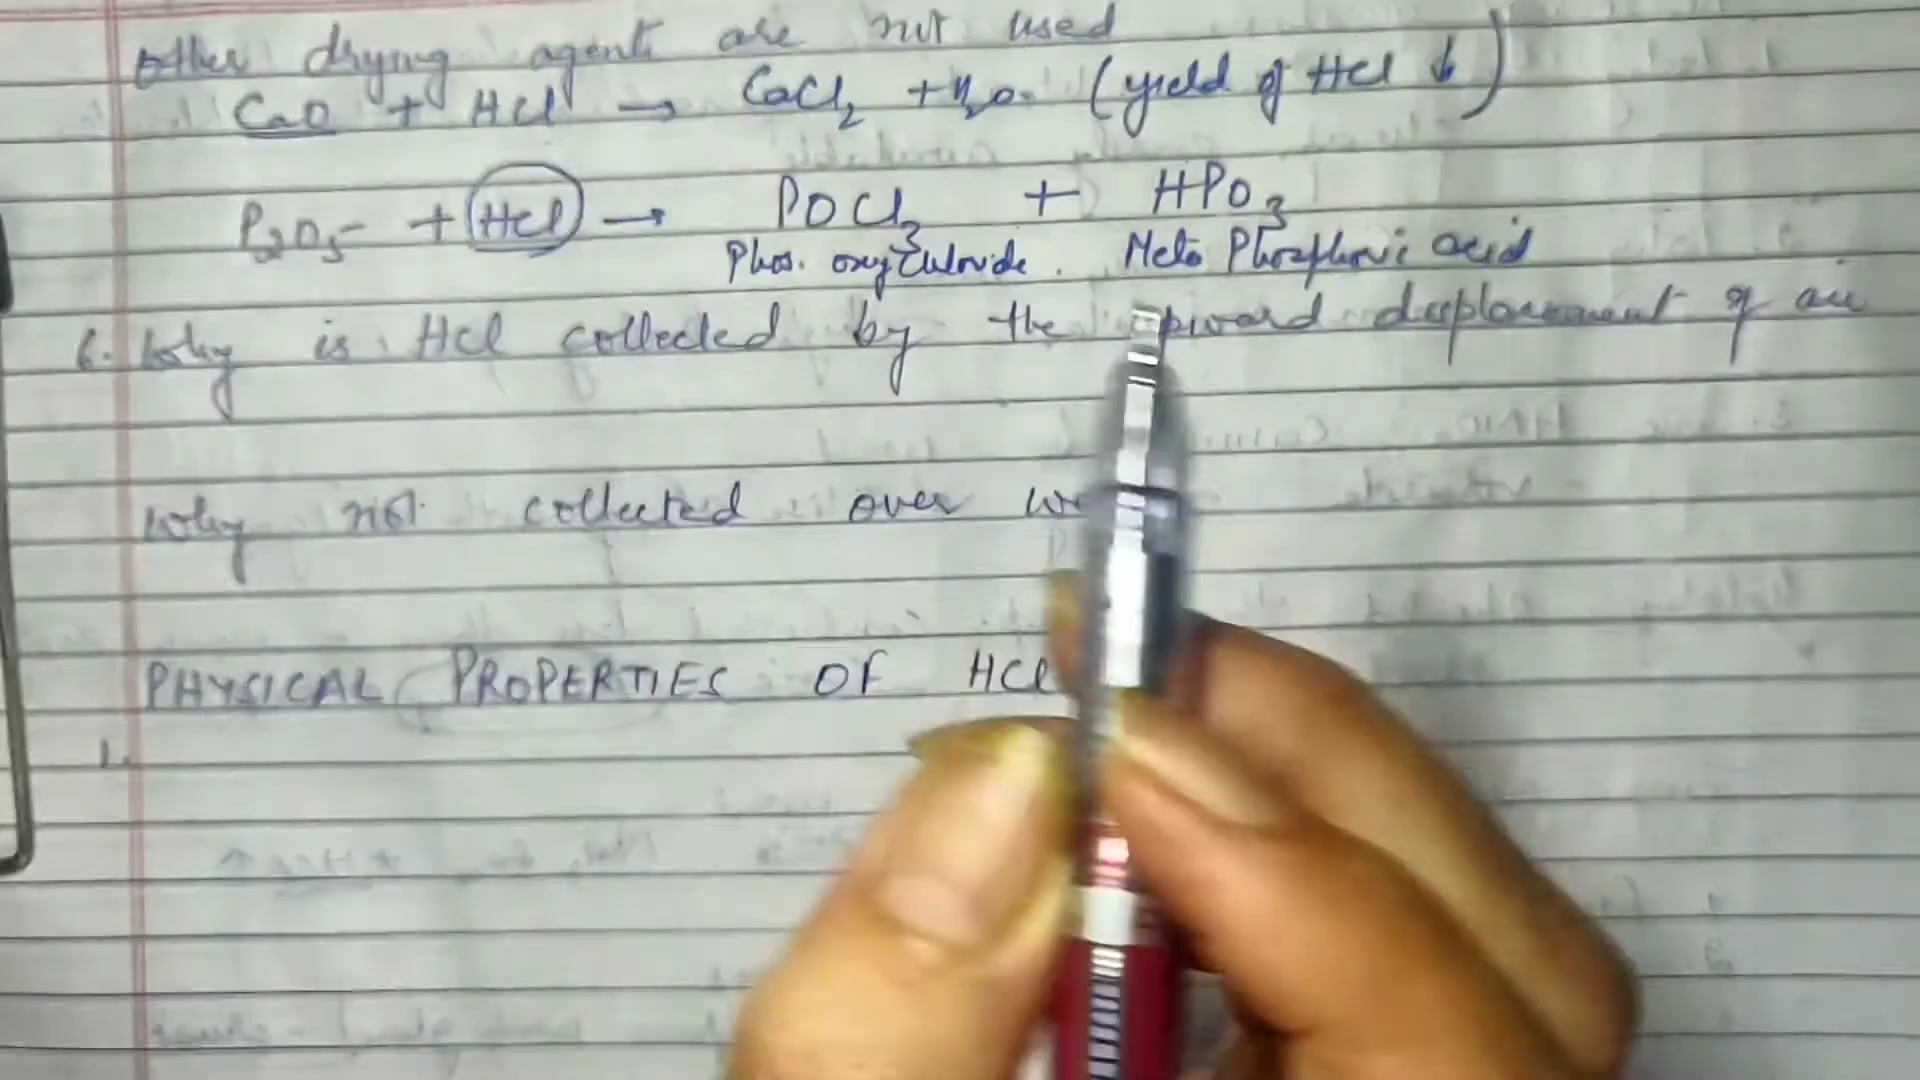 Other drying agents are not used
CaO + HCl → CaCl₂ + H₂O. (yield of HCl ↓)
P₂O₅ + HCl → POCl₃ + HPO₃
Phos. oxychloride. Meta Phosphoric acid
6. Why is HCl collected by the upward displacement of air
Why not collected over
PHYSICAL PROPERTIES OF HCl
1.